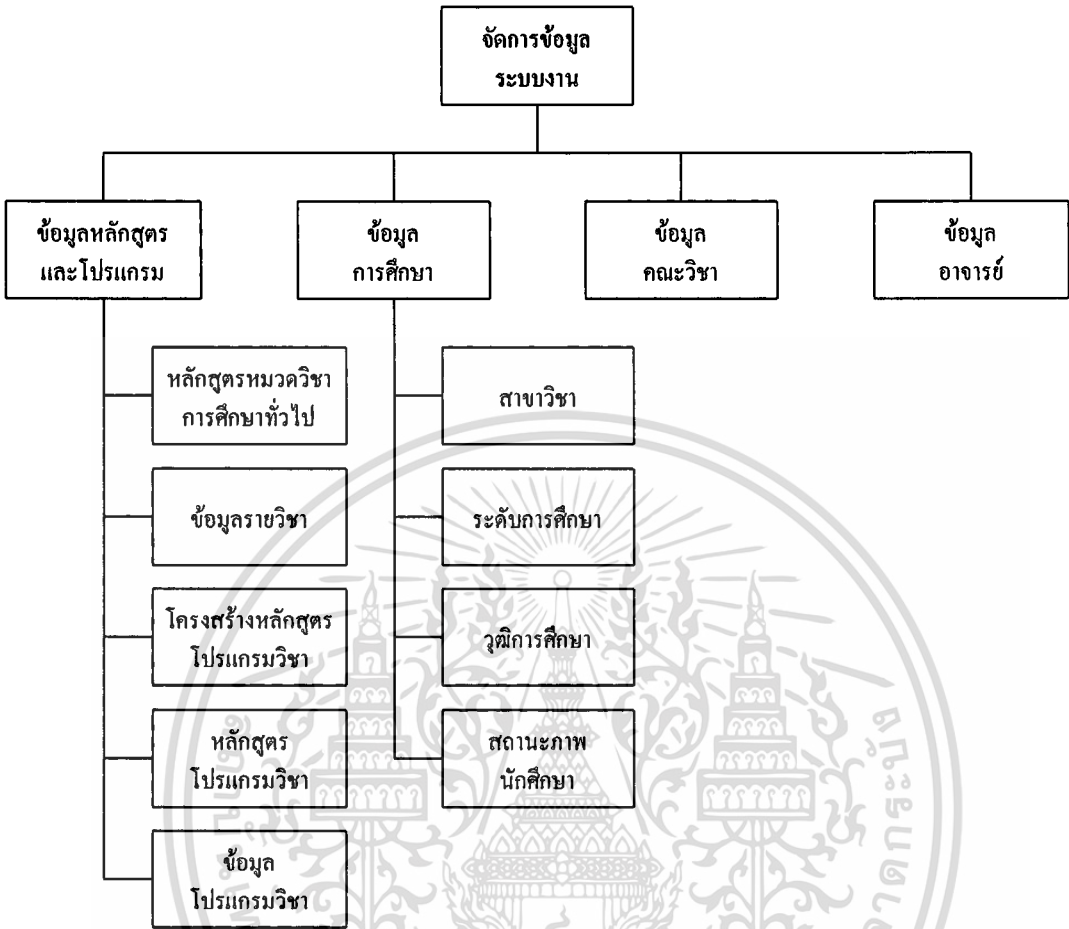 จัดการข้อมูล
ระบบงาน
ข้อมูลหลักสูตร
และโปรแกรม
ข้อมูล
การศึกษา
ข้อมูล
คณะวิชา
ข้อมูล
อาจารย์
หลักสูตรหมวดวิชา
การศึกษาทั่วไป
ข้อมูลรายวิชา
โครงสร้างหลักสูตร
โปรแกรมวิชา
หลักสูตร
โปรแกรมวิชา
ข้อมูล
โปรแกรมวิชา
สาขาวิชา
ระดับการศึกษา
วุฒิการศึกษา
สถานะภาพ
นักศึกษา